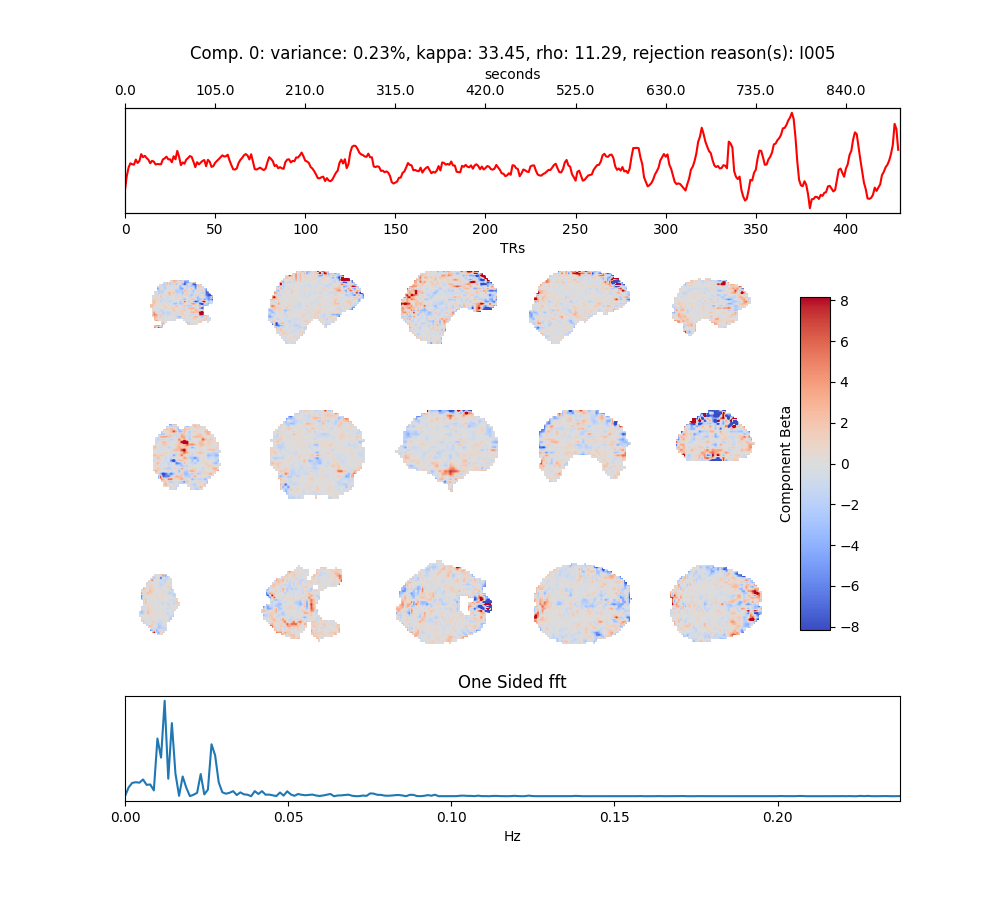 Comp. 0: variance: 0.23%, kappa: 33.45, rho: 11.29, rejection reason(s): I005
seconds
0.0 105.0 210.0 315.0 420.0 525.0 630.0 735.0 840.0
0 50 100 150 200 250 300 350 400
TRs
8
6
4
2
0
−2
−4
−6
−8
Component Beta
One Sided fft
0.00 0.05 0.10 0.15 0.20
Hz